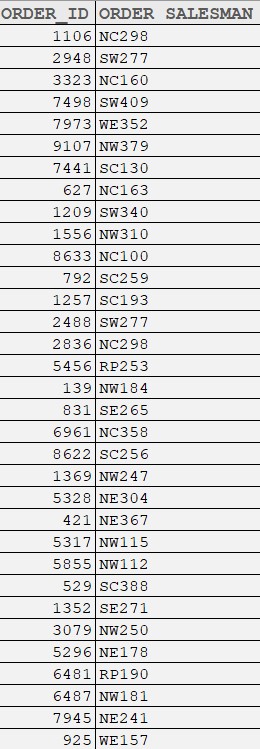 ORDER_ID ORDER SALESMAN
1106 NC298
2948 SW277
3323 NC160
7498 SW409
7973 WE352
9107 NW379
7441 SC130
627 NC163
1209 SW340
1556 NW310
8633 NC100
792 SC259
1257 SC193
2488 SW277
2836 NC298
5456 RP253
139 NW184
831 SE265
6961 NC358
8622 SC256
1369 NW247
5328 NE304
421 NE367
5317 NW115
5855 NW112
529 SC388
1352 SE271
3079 NW250
5296 NE178
6481 RP190
6487 NW181
7945 NE241
925 WE157